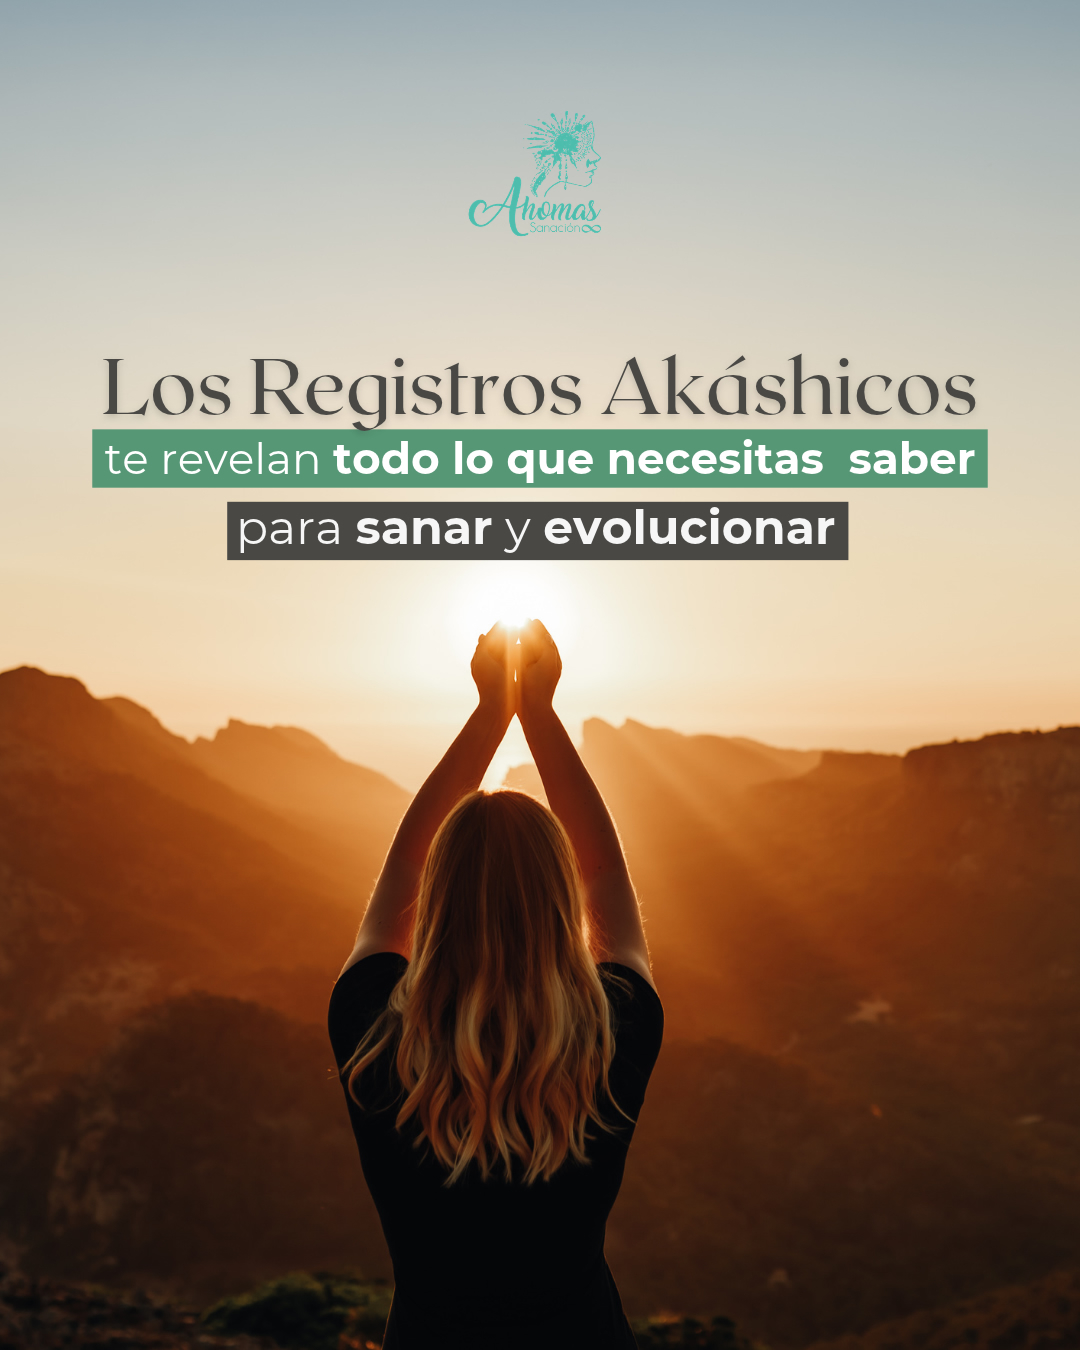 Ahomas
Sanación
Los Registros Akáshicos
te revelan todo lo que necesitas saber
para sanar y evolucionar